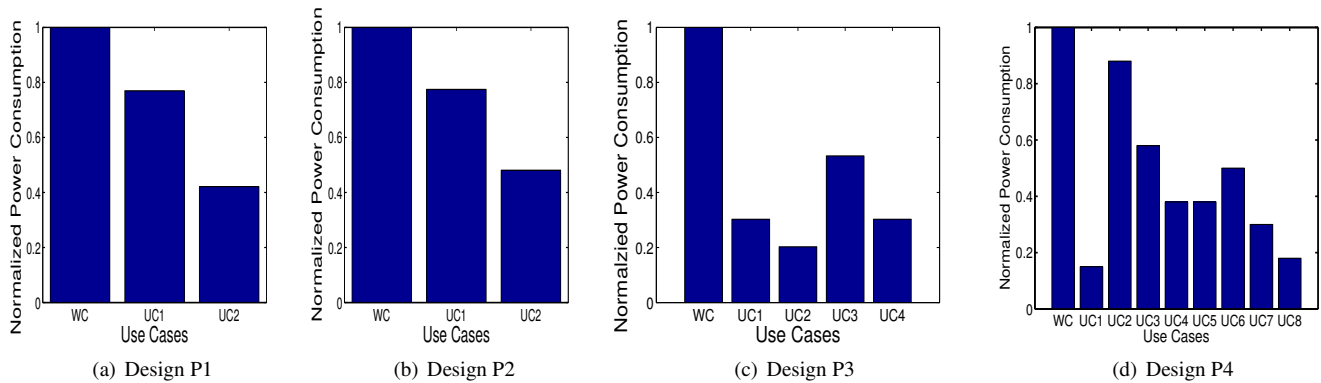 Normalized Power Consumption
1
0.8
0.6
0.4
0.2
0
WC UC1 UC2
Use Cases
(a) Design P1
Normalized Power Consumption
1
0.8
0.6
0.4
0.2
0
WC UC1 UC2
Use Cases
(b) Design P2
Normalzied Power Consumption
1
0.8
0.6
0.4
0.2
0
WC UC1 UC2 UC3 UC4
Use Cases
(c) Design P3
Normalized Power Consumption
1
0.8
0.6
0.4
0.2
0
WC UC1 UC2 UC3 UC4 UC5 UC6 UC7 UC8
Use Cases
(d) Design P4